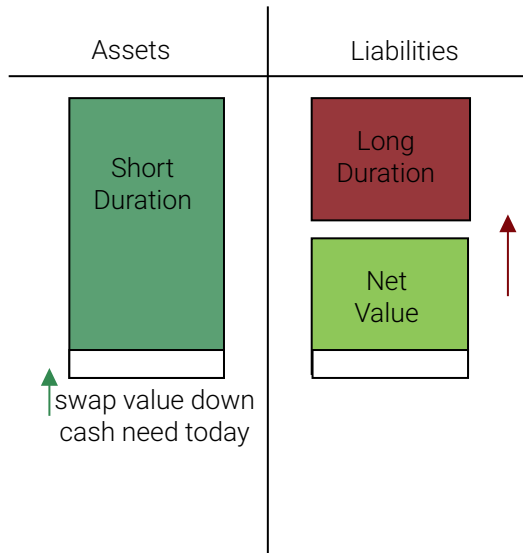 Assets
Liabilities
Short
Duration
Long
Duration
Net
Value
swap value down
cash need today